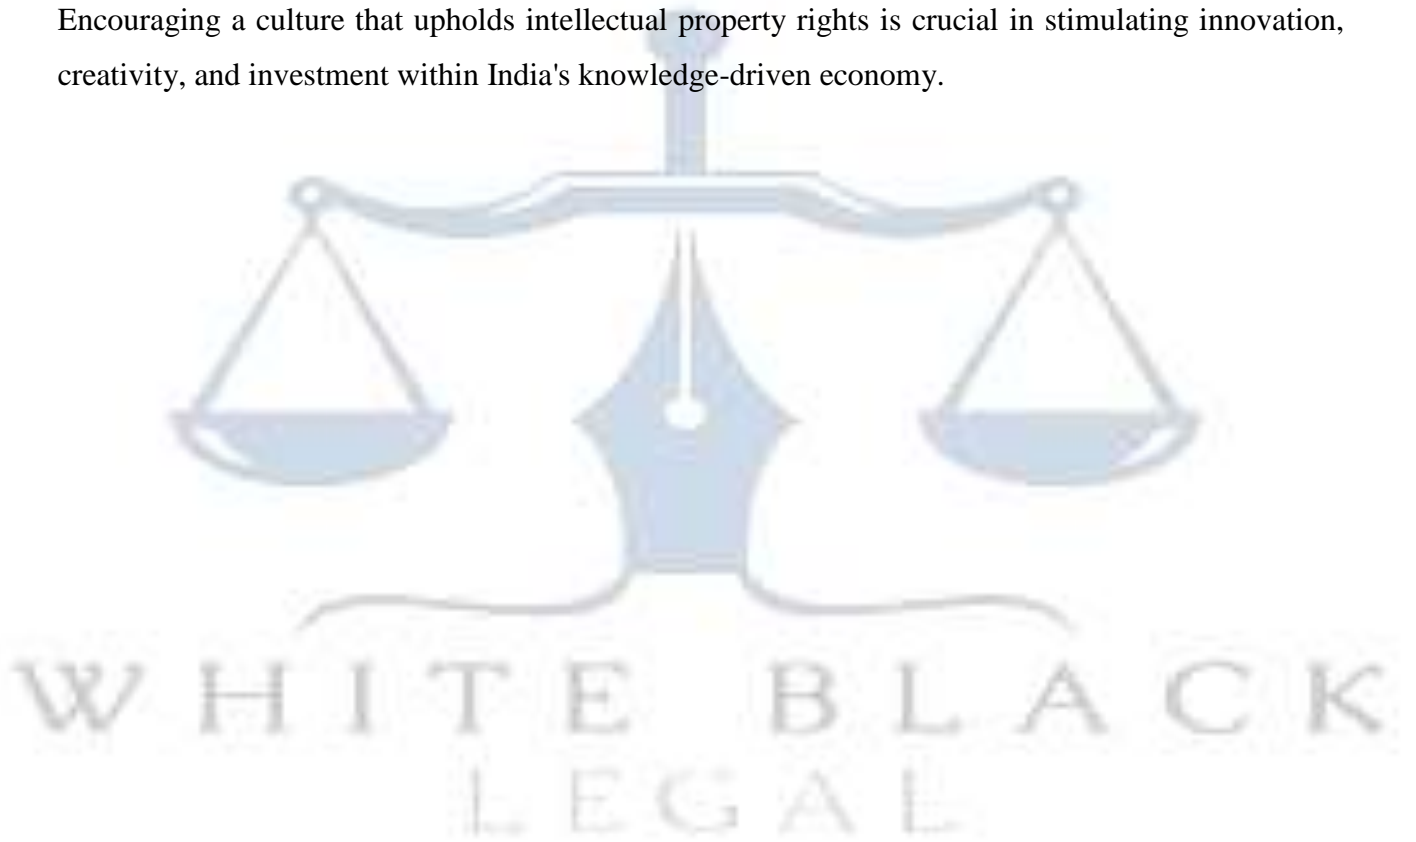 Encouraging a culture that upholds intellectual property rights is crucial in stimulating innovation,
creativity, and investment within India's knowledge-driven economy.
WHITE BLACK
LEGAL